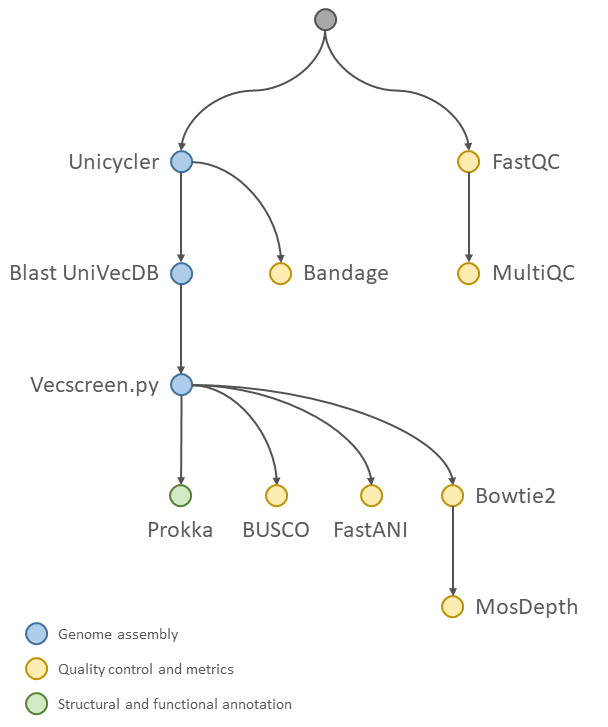 Unicycler
FastQC
Blast UniVecDB
Bandage
MultiQC
Vecscreen.py
Bowtie2
Prokka
BUSCO
FastANI
MosDepth
Genome assembly
Quality control and metrics
Structural and functional annotation